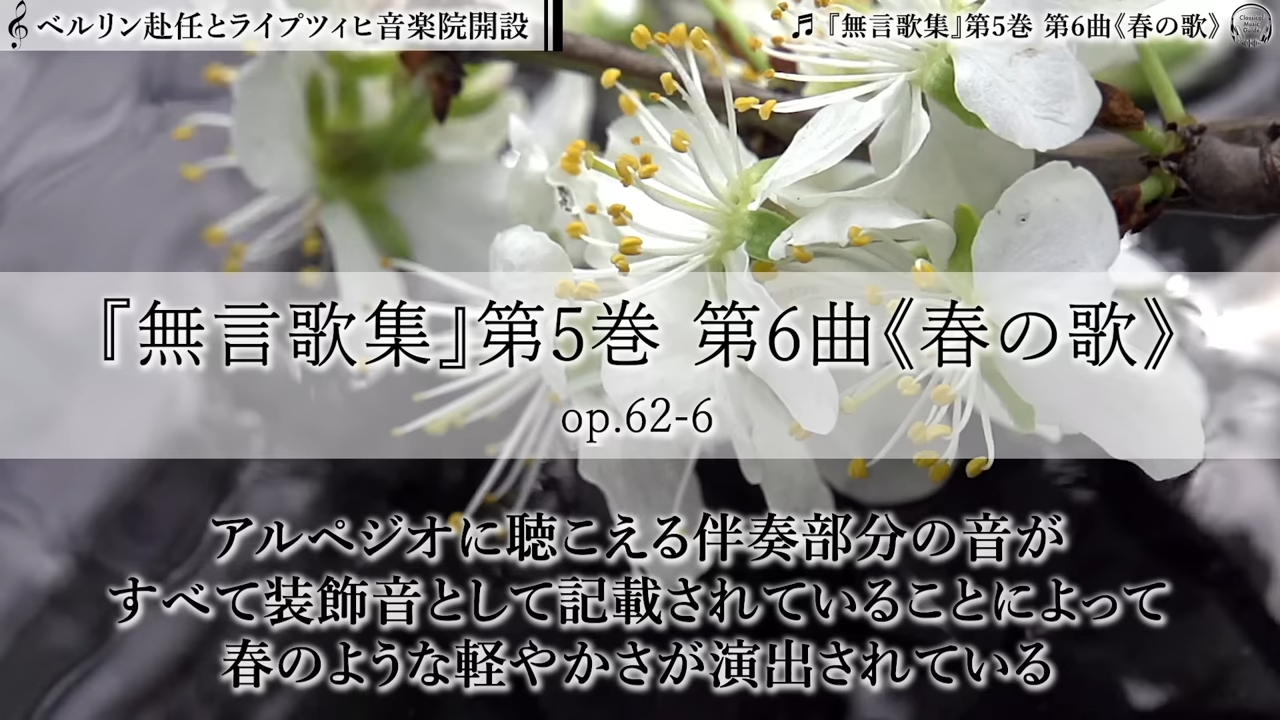 ベルリン赴任とライプツィヒ音楽院開設
♬『無言歌集』第5巻 第6曲《春の歌》
Classical
Music
『無言歌集』第5巻 第6曲《春の歌》
op.62-6
アルペジオに聴こえる伴奏部分の音が
すべて装飾音として記載されていることによって
春のような軽やかさが演出されている